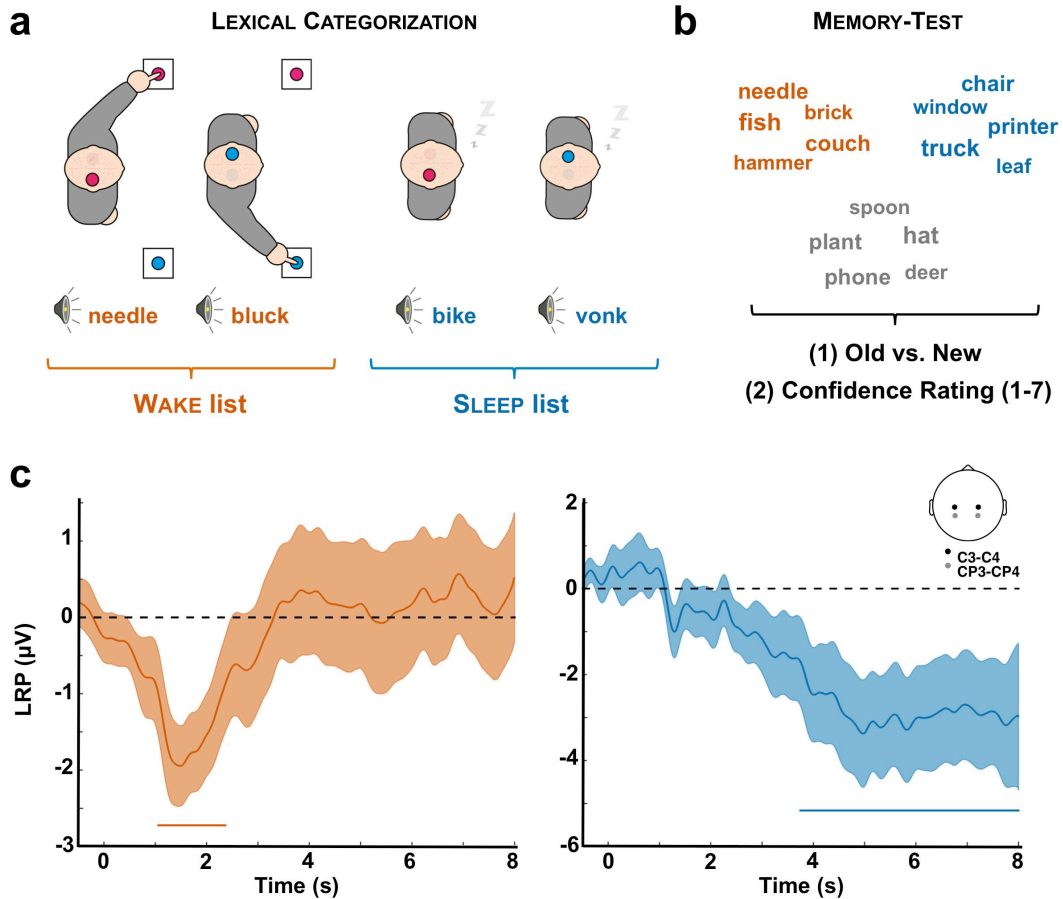 a
LEXICAL CATEGORIZATION
z
z
z
z
z
z
needle
bluck
bike
vonk
WAKE list
SLEEP list
b
MEMORY-TEST
needle
brick
fish
couch
hammer
chair
window
printer
truck
leaf
spoon
plant
hat
phone
deer
(1) Old vs. New
(2) Confidence Rating (1-7)
c
LRP (µV)
1
0
-1
-2
-3
0 2 4 6 8
Time (s)
2
0
-2
-4
-6
0 2 4 6 8
Time (s)
C3-C4
CP3-CP4